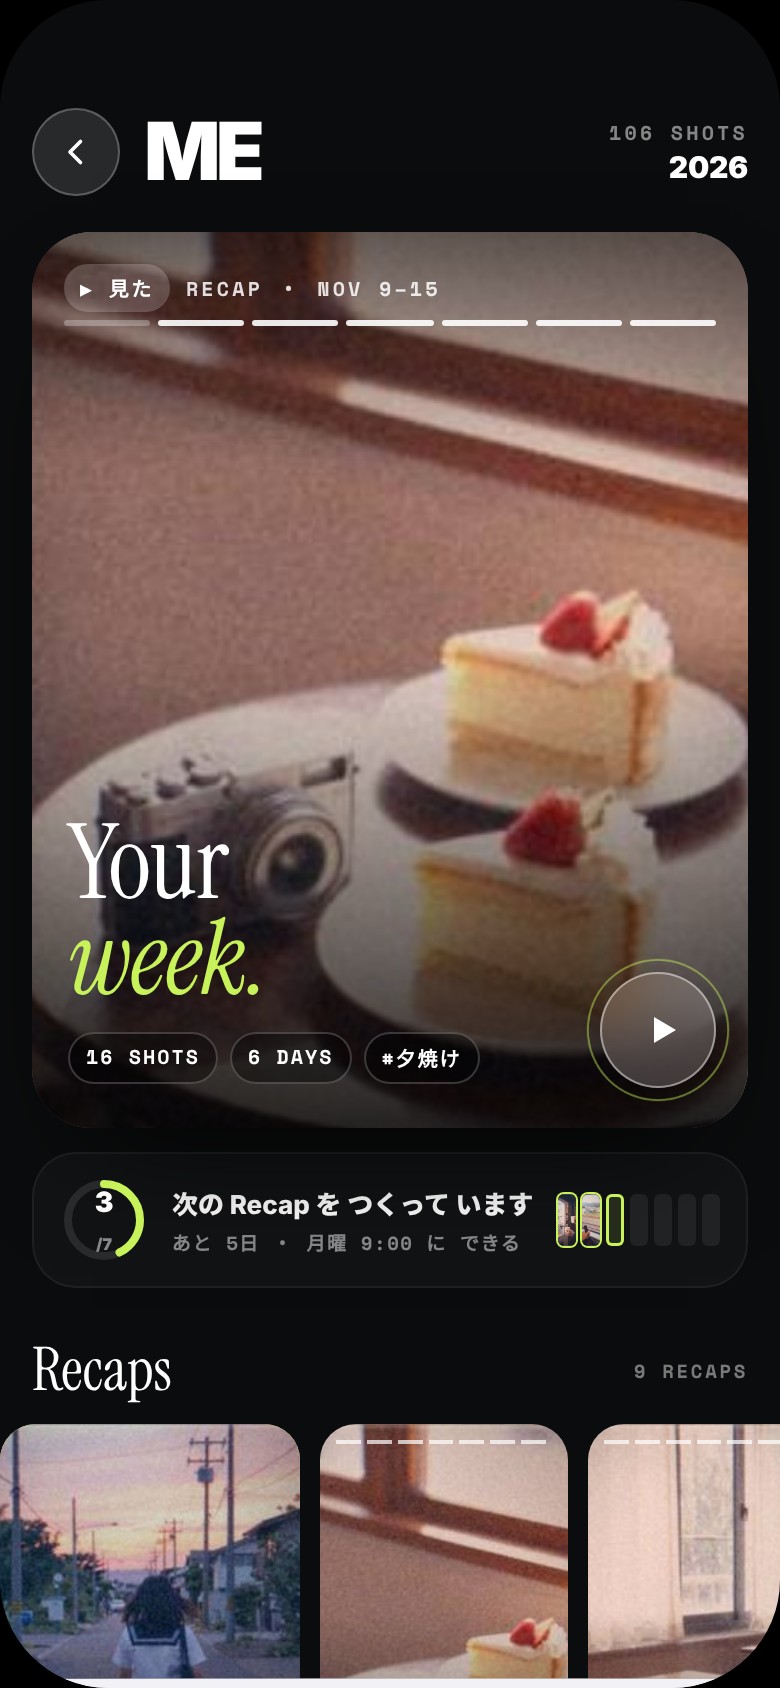 ME
106 SHOTS
2026
▶ 見た RECAP • NOV 9–15
Your
week.
16 SHOTS 6 DAYS #夕焼け
3
/7
次の Recap を つくって います
あと 5日 ・ 月曜 9:00 に できる
Recaps
9 RECAPS